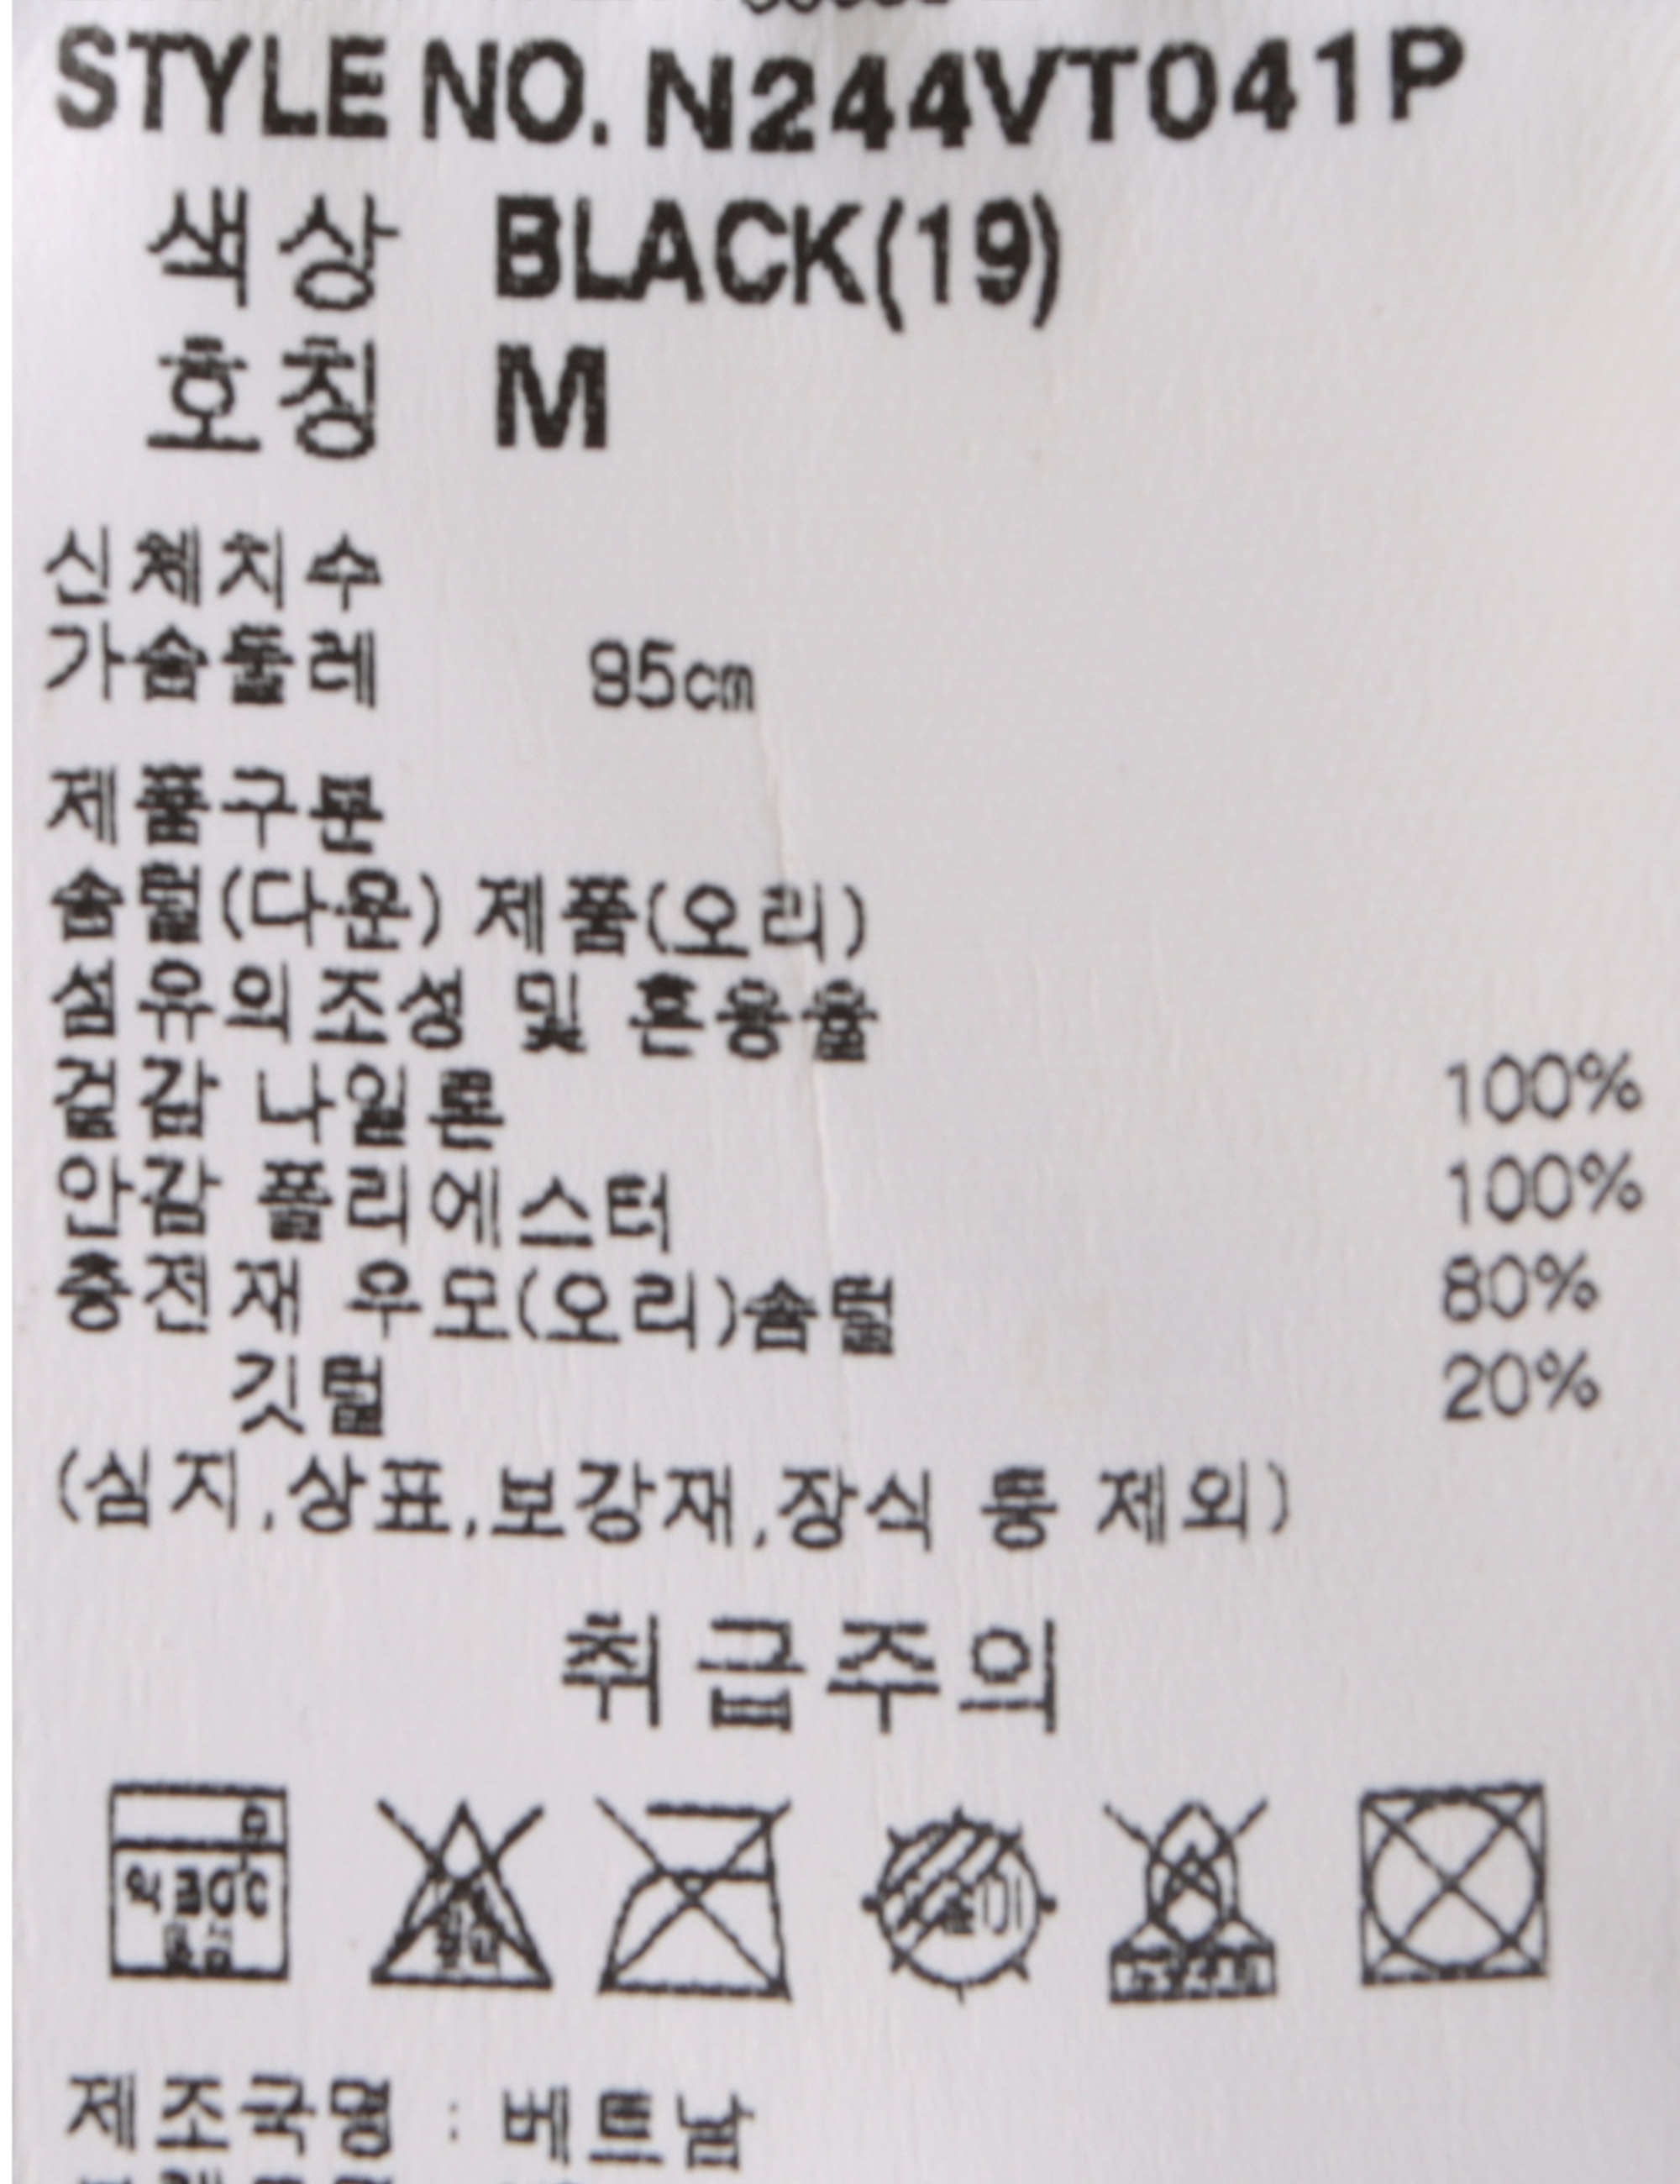 STYLE NO. N244VT041P
색상 BLACK(19)
호칭 M
신체치수
가슴둘레 95cm
제품구분
솜털(다운) 제품(오리)
섬유의조성 및 혼용율
겉감 나일론 100%
안감 폴리에스터 100%
충전재 우모(오리)솜털 80%
깃털 20%
(심지,상표,보강재,장식 등 제외)
취급주의
제조국명 : 베트남